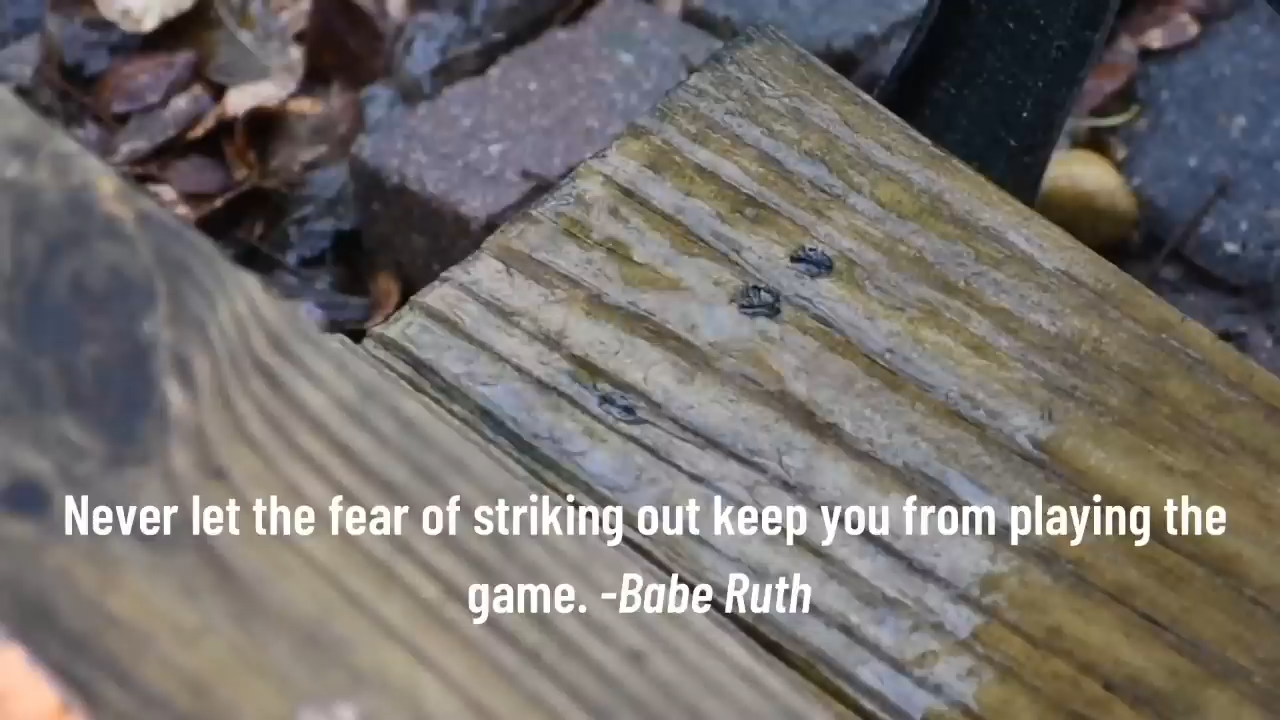 Never let the fear of striking out keep you from playing the
game. -Babe Ruth